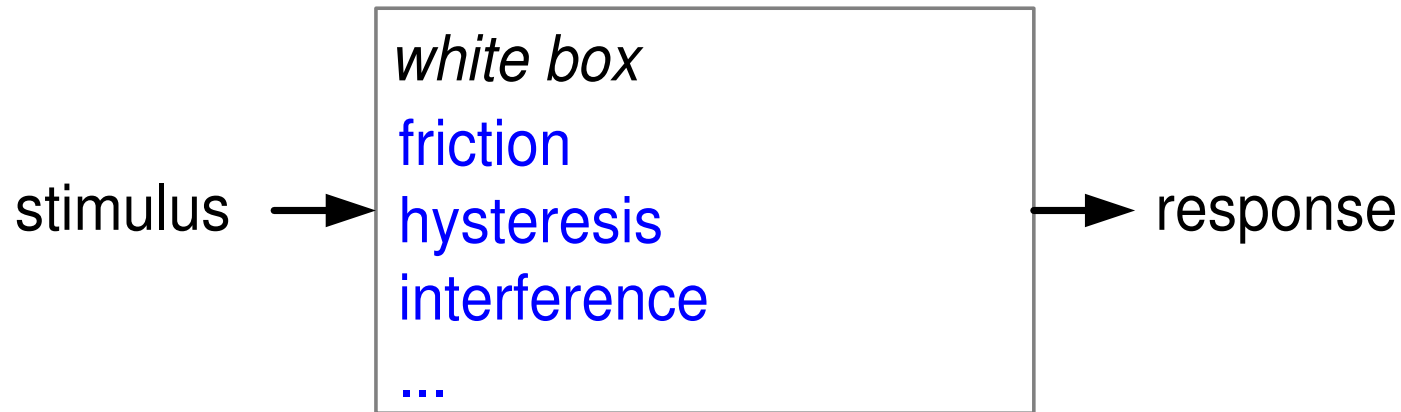 white box
friction
stimulus
hysteresis
response
interference
...